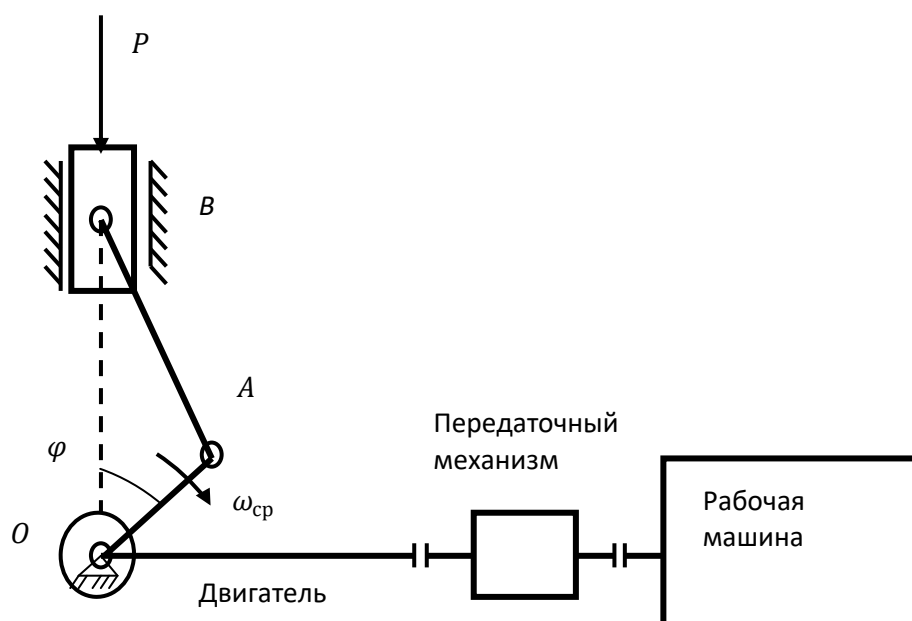 P
B
A
Передаточный
механизм
φ
ω_ср
Рабочая
машина
O
Двигатель